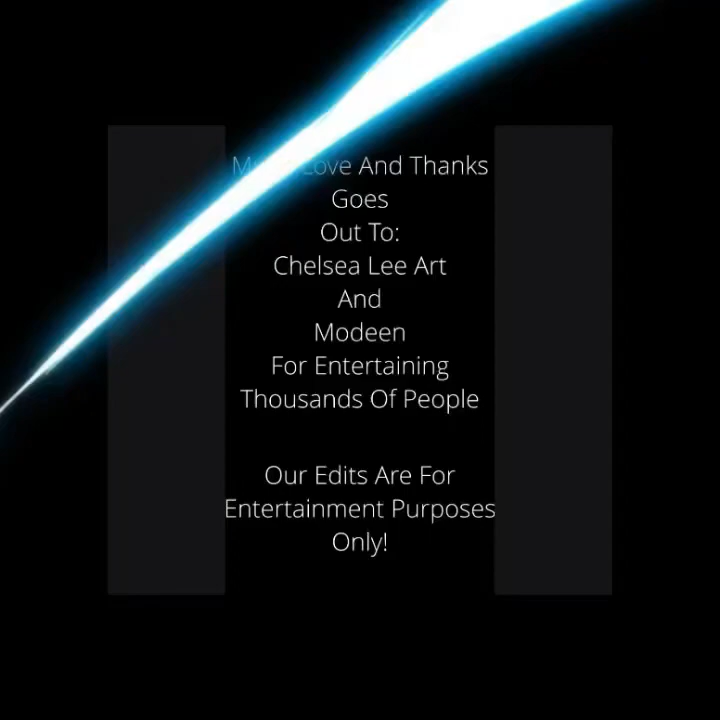 Love And Thanks
Goes
Out To:
Chelsea Lee Art
And
Modeen
For Entertaining
Thousands Of People
Our Edits Are For
Entertainment Purposes
Only!